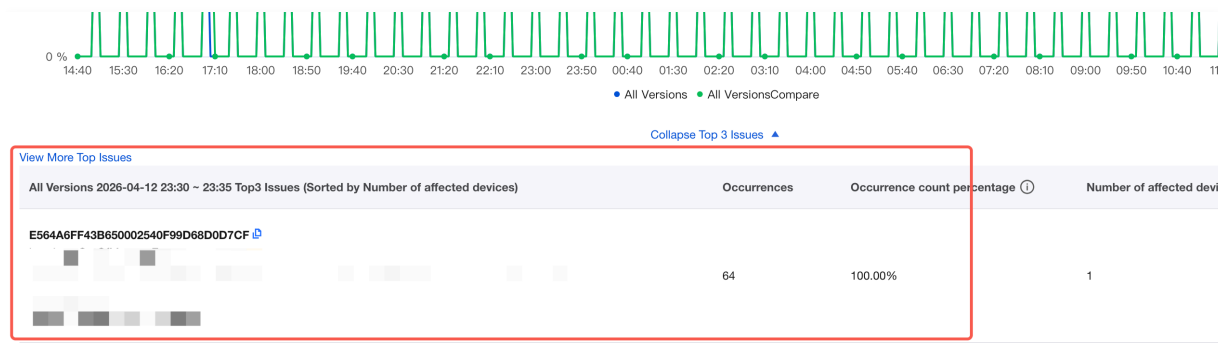 0 %
14:40 15:30 16:20 17:10 18:00 18:50 19:40 20:30 21:20 22:10 23:00 23:50 00:40 01:30 02:20 03:10 04:00 04:50 05:40 06:30 07:20 08:10 09:00 09:50 10:40
All Versions All VersionsCompare
Collapse Top 3 Issues
View More Top Issues
All Versions 2026-04-12 23:30 ~ 23:35 Top3 Issues (Sorted by Number of affected devices) Occurrences Occurrence count percentage Number of affected
E564A6FF43B650002540F99D68D0D7CF
64 100.00% 1